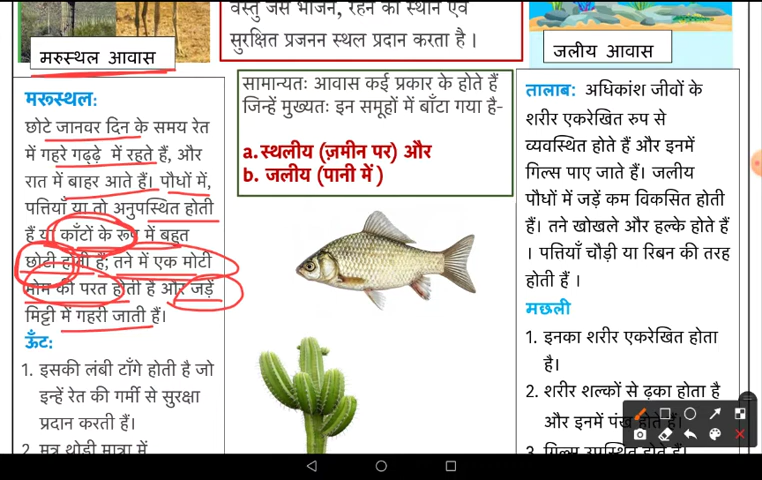 वस्तु जैसे भोजन, रहने का स्थान एवं
सुरक्षित प्रजनन स्थल प्रदान करता है ।
मरुस्थल आवास
जलीय आवास
मरूस्थल:
छोटे जानवर दिन के समय रेत
में गहरे गढ्ढ़े में रहते हैं, और
रात में बाहर आते हैं। पौधों में,
पत्तियाँ या तो अनुपस्थित होती
हैं या काँटों के रूप में बहुत
छोटी होती हैं, तने में एक मोटी
मोम की परत होती है और जड़ें
मिट्टी में गहरी जाती हैं।
ऊँट:
1. इसकी लंबी टाँगे होती है जो
इन्हें रेत की गर्मी से सुरक्षा
प्रदान करती हैं।
2. मूत्र थोड़ी मात्रा में
सामान्यतः आवास कई प्रकार के होते हैं
जिन्हें मुख्यतः इन समूहों में बाँटा गया है-
a. स्थलीय (ज़मीन पर) और
b. जलीय (पानी में )
तालाब: अधिकांश जीवों के
शरीर एकरेखित रुप से
व्यवस्थित होते हैं और इनमें
गिल्स पाए जाते हैं। जलीय
पौधों में जड़ें कम विकसित होती
हैं। तने खोखले और हल्के होते हैं
। पत्तियाँ चौड़ी या रिबन की तरह
होती हैं ।
मछली
1. इनका शरीर एकरेखित होता
है।
2. शरीर शल्कों से ढ़का होता है
और इनमें पंख होते हैं।
3. गिल्स उपस्थित होते हैं।